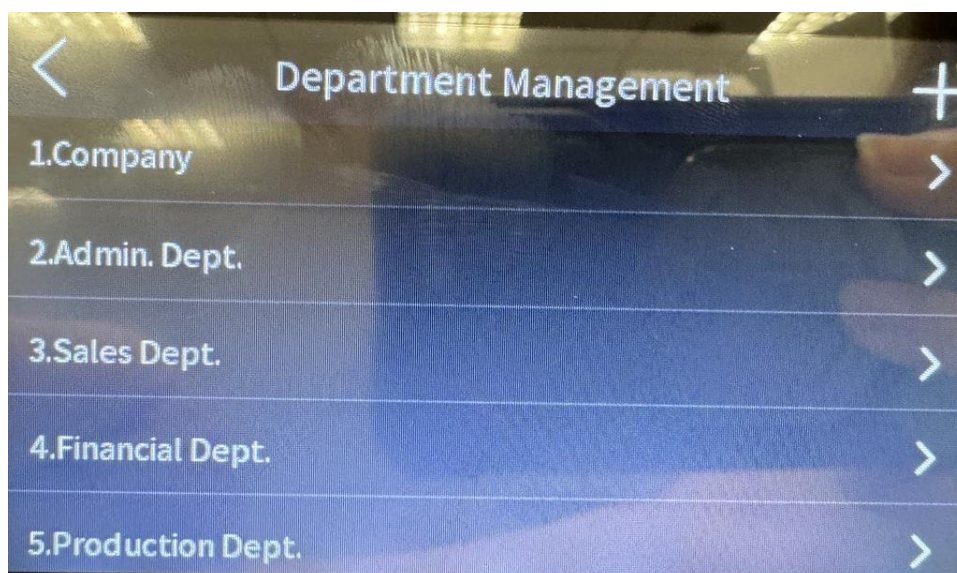 Department Management
1.Company
2.Admin. Dept.
3.Sales Dept.
4.Financial Dept.
5.Production Dept.